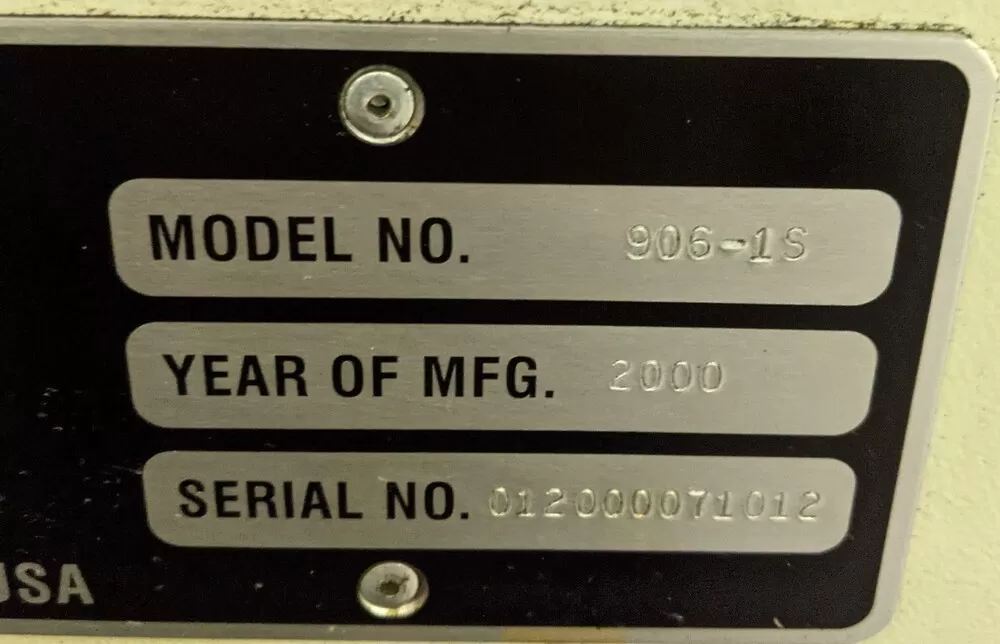 MODEL NO. 906-1S
YEAR OF MFG. 2000
SERIAL NO. 012000071012
USA